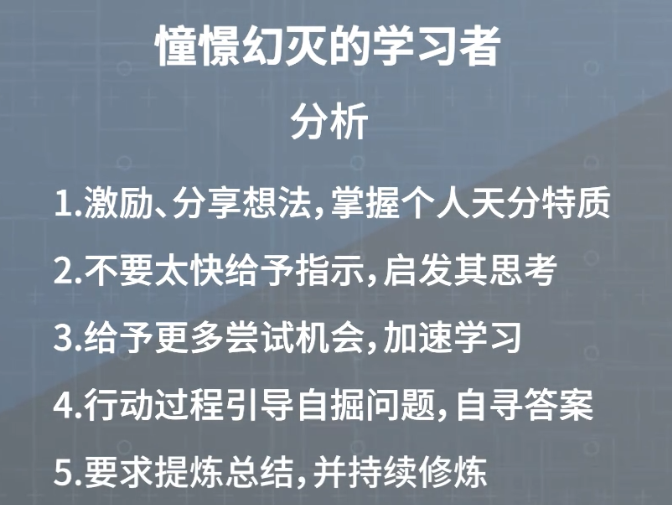 憧憬幻灭的学习者
分析
1.激励、分享想法，掌握个人天分特质
2.不要太快给予指示，启发其思考
3.给予更多尝试机会，加速学习
4.行动过程引导自掘问题，自寻答案
5.要求提炼总结，并持续修炼